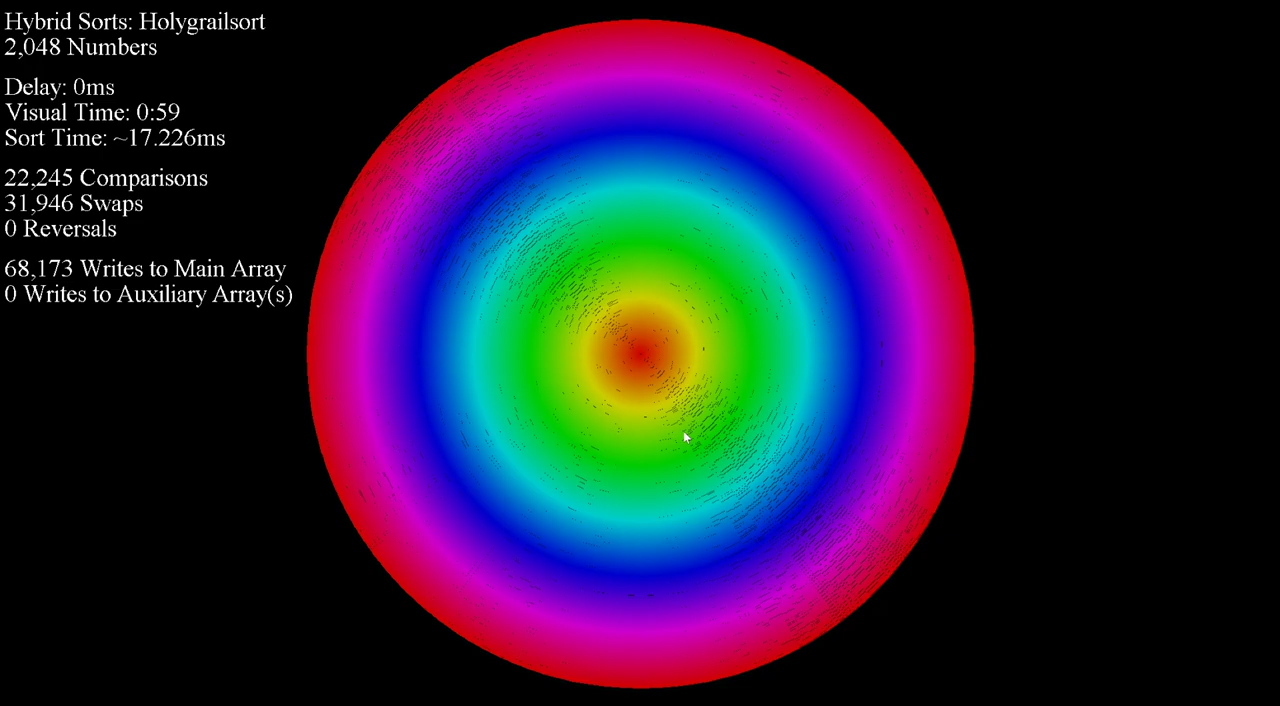 Hybrid Sorts: Holygrailsort
2,048 Numbers
Delay: 0ms
Visual Time: 0:59
Sort Time: ~17.226ms
22,245 Comparisons
31,946 Swaps
0 Reversals
68,173 Writes to Main Array
0 Writes to Auxiliary Array(s)